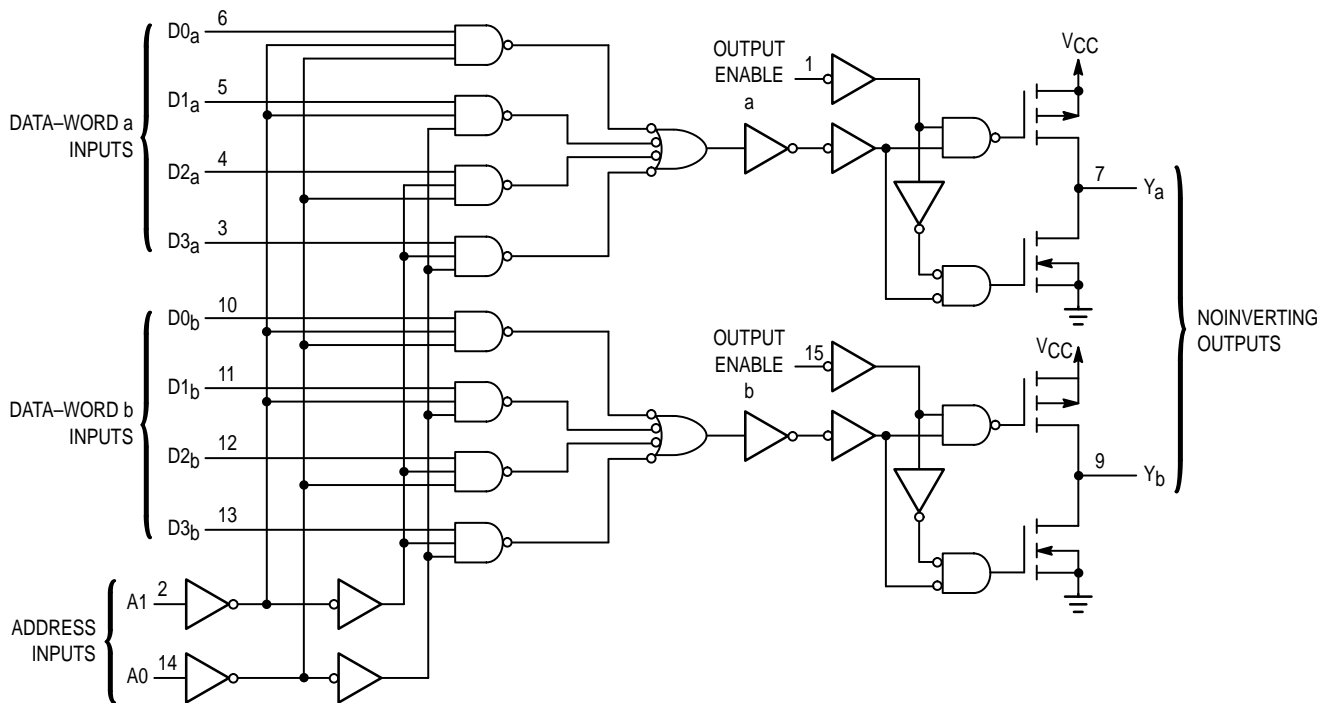 DATA–WORD a
INPUTS
D0a 6
D1a 5
D2a 4
D3a 3
OUTPUT
ENABLE
a
1
VCC
7
Ya
DATA–WORD b
INPUTS
D0b 10
D1b 11
D2b 12
D3b 13
OUTPUT
ENABLE
b
15
VCC
9
Yb
NOINVERTING
OUTPUTS
ADDRESS
INPUTS
A1 2
A0 14